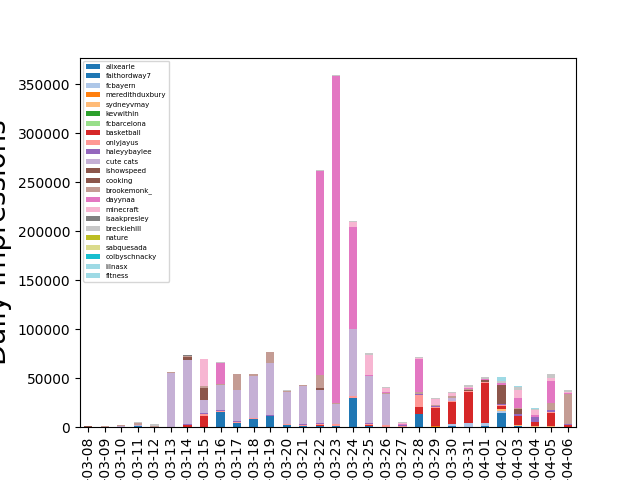 alixearle
faithordway7
fcbayern
meredithduxbury
sydneyvmay
kevwithin
fcbarcelona
basketball
onlyjayus
haleyybaylee
cute cats
ishowspeed
cooking
brookemonk_
dayynaa
minecraft
isaakpresley
breckiehill
nature
sabquesada
colbyschnacky
llinasx
fitness
350000
300000
250000
200000
150000
100000
50000
0
03-08
03-09
03-10
03-11
03-12
03-13
03-14
03-15
03-16
03-17
03-18
03-19
03-20
03-21
03-22
03-23
03-24
03-25
03-26
03-27
03-28
03-29
03-30
03-31
04-01
04-02
04-03
04-04
04-05
04-06